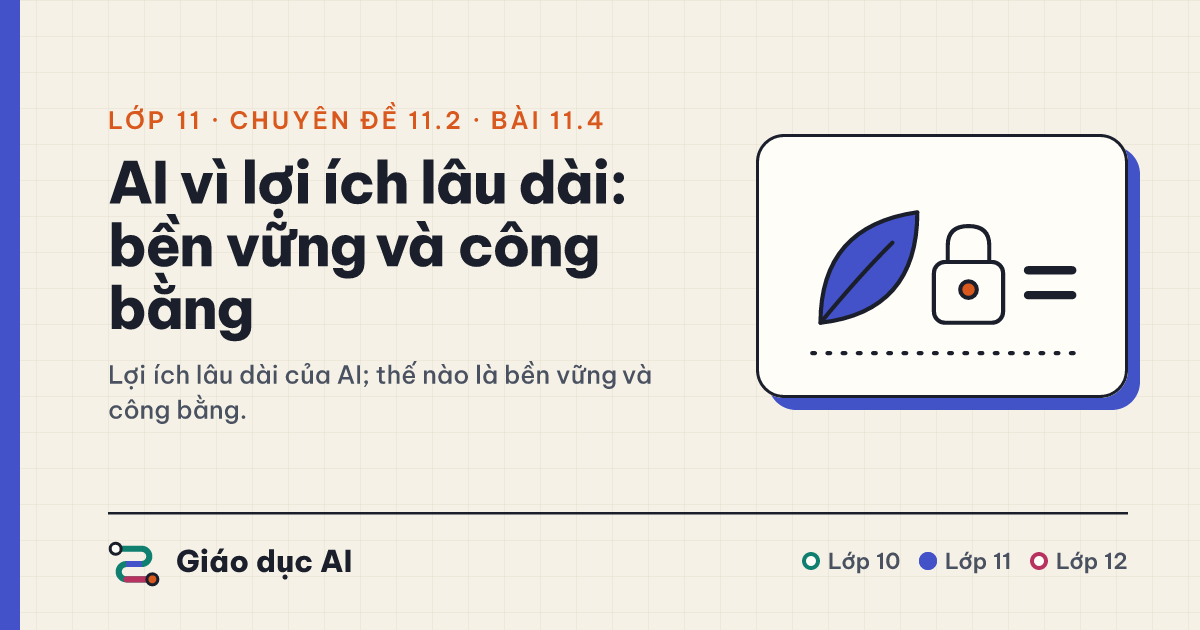 LỚP 11 · CHUYÊN ĐỀ 11.2 · BÀI 11.4
AI vì lợi ích lâu dài:
bền vững và công
bằng
Lợi ích lâu dài của AI; thế nào là bền vững và
công bằng.
Giáo dục AI
Lớp 10
Lớp 11
Lớp 12